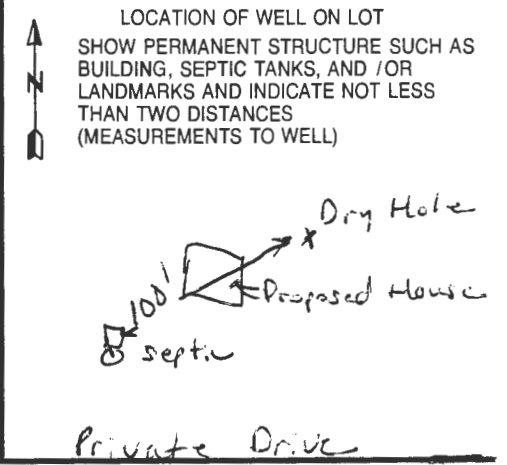 LOCATION OF WELL ON LOT
N
SHOW PERMANENT STRUCTURE SUCH AS
BUILDING, SEPTIC TANKS, AND /OR
LANDMARKS AND INDICATE NOT LESS
THAN TWO DISTANCES
(MEASUREMENTS TO WELL)
Dry Hole
X
Proposed House
100'
septic
Private Drive